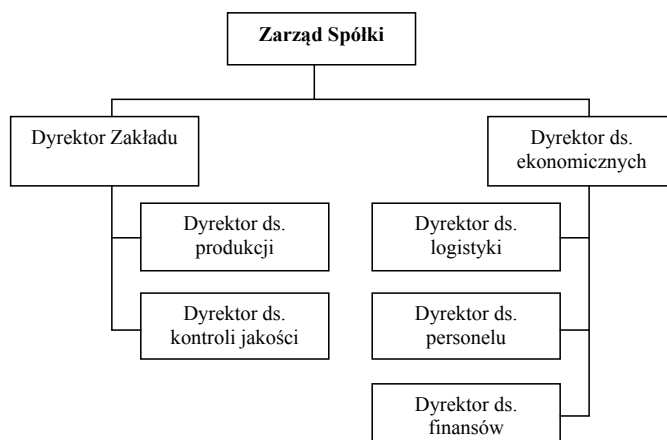 Zarząd Spółki
Dyrektor Zakładu
Dyrektor ds.
ekonomicznych
Dyrektor ds.
produkcji
Dyrektor ds.
logistyki
Dyrektor ds.
kontroli jakości
Dyrektor ds.
personelu
Dyrektor ds.
finansów